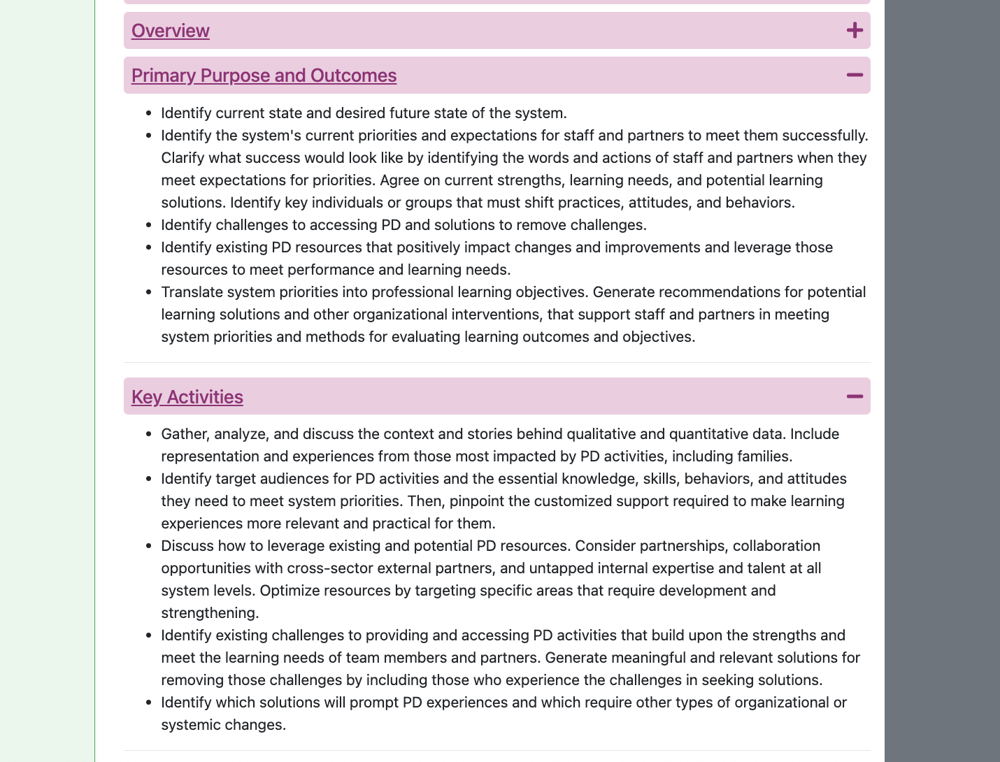 Overview
Primary Purpose and Outcomes
Identify current state and desired future state of the system.
Identify the system's current priorities and expectations for staff and partners to meet them successfully.
Clarify what success would look like by identifying the words and actions of staff and partners when they
meet expectations for priorities. Agree on current strengths, learning needs, and potential learning
solutions. Identify key individuals or groups that must shift practices, attitudes, and behaviors.
Identify challenges to accessing PD and solutions to remove challenges.
Identify existing PD resources that positively impact changes and improvements and leverage those
resources to meet performance and learning needs.
Translate system priorities into professional learning objectives. Generate recommendations for potential
learning solutions and other organizational interventions, that support staff and partners in meeting
system priorities and methods for evaluating learning outcomes and objectives.
Key Activities
Gather, analyze, and discuss the context and stories behind qualitative and quantitative data. Include
representation and experiences from those most impacted by PD activities, including families.
Identify target audiences for PD activities and the essential knowledge, skills, behaviors, and attitudes
they need to meet system priorities. Then, pinpoint the customized support required to make learning
experiences more relevant and practical for them.
Discuss how to leverage existing and potential PD resources. Consider partnerships, collaboration
opportunities with cross-sector external partners, and untapped internal expertise and talent at all
system levels. Optimize resources by targeting specific areas that require development and
strengthening.
Identify existing challenges to providing and accessing PD activities that build upon the strengths and
meet the learning needs of team members and partners. Generate meaningful and relevant solutions for
removing those challenges by including those who experience the challenges in seeking solutions.
Identify which solutions will prompt PD experiences and which require other types of organizational or
systemic changes.